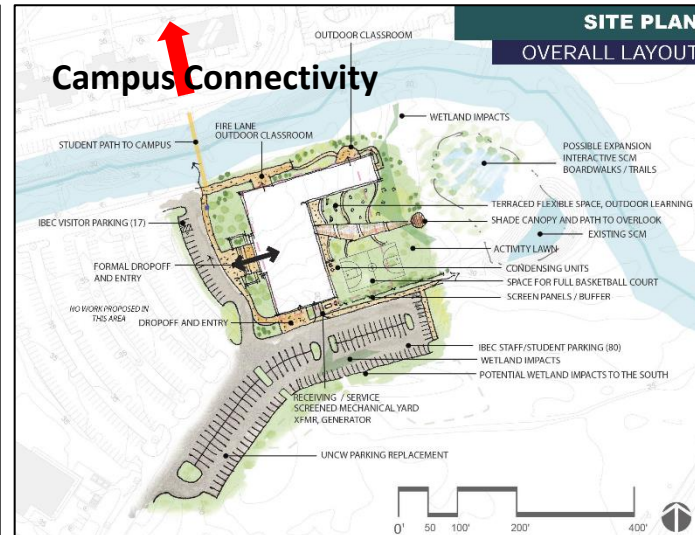 SITE PLAN
OVERALL LAYOUT
Campus Connectivity
OUTDOOR CLASSROOM
WETLAND IMPACTS
FIRE LANE
OUTDOOR CLASSROOM
STUDENT PATH TO CAMPUS
POSSIBLE EXPANSION
INTERACTIVE SCM
BOARDWALKS / TRAILS
TERRACED FLEXIBLE SPACE, OUTDOOR LEARNING
SHADE CANOPY AND PATH TO OVERLOOK
IBEC VISITOR PARKING (17)
EXISTING SCM
ACTIVITY LAWN
FORMAL DROPOFF
AND ENTRY
CONDENSING UNITS
SPACE FOR FULL BASKETBALL COURT
SCREEN PANELS / BUFFER
NO WORK PROPOSED IN
THIS AREA
DROPOFF AND ENTRY
IBEC STAFF/STUDENT PARKING (80)
WETLAND IMPACTS
POTENTIAL WETLAND IMPACTS TO THE SOUTH
RECEIVING / SERVICE
SCREENED MECHANICAL YARD
XFMR, GENERATOR
UNCW PARKING REPLACEMENT
0' 50 100' 200' 400'